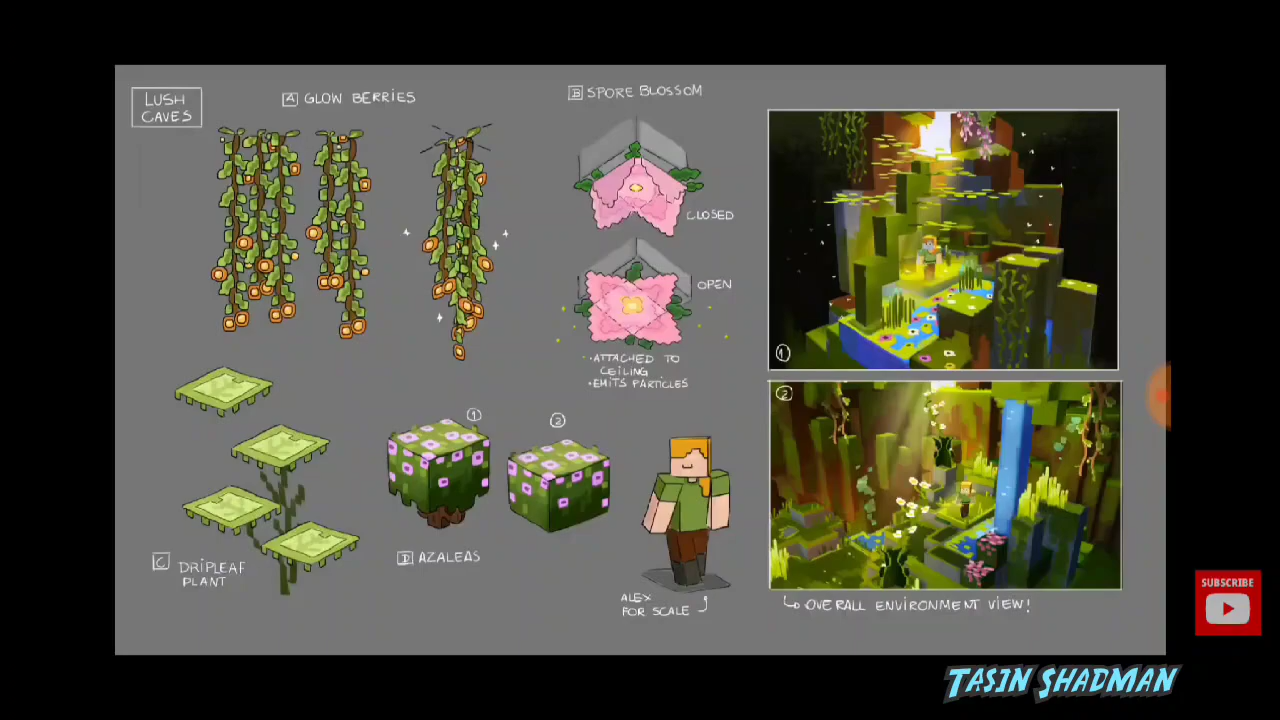 LUSH
CAVES
A GLOW BERRIES
B SPORE BLOSSOM
CLOSED
OPEN
·ATTACHED TO
CEILING
·EMITS PARTICLES
1
2
C DRIPLEAF
PLANT
1
2
D AZALEAS
ALEX
FOR SCALE
OVERALL ENVIRONMENT VIEW!
SUBSCRIBE
TASIN SHADMAN